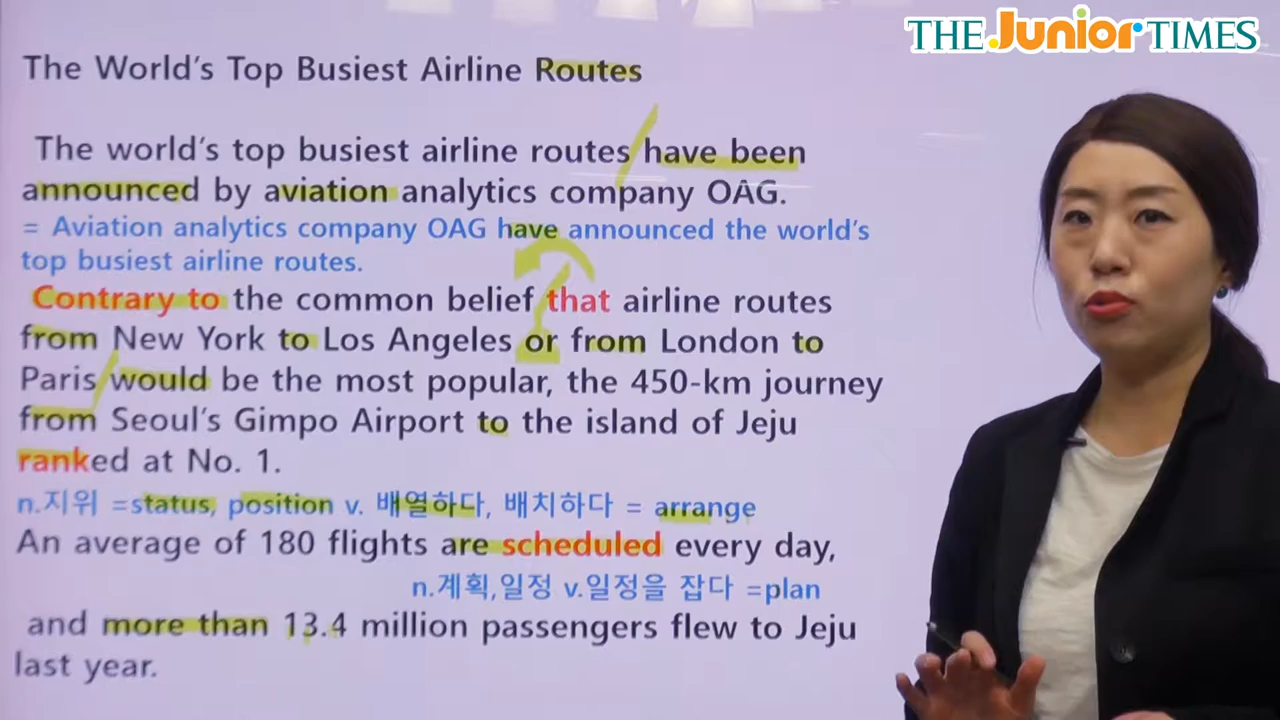 THE Junior TIMES
The World's Top Busiest Airline Routes
The world's top busiest airline routes have been
announced by aviation analytics company OAG.
= Aviation analytics company OAG have announced the world's
top busiest airline routes.
Contrary to the common belief that airline routes
from New York to Los Angeles or from London to
Paris would be the most popular, the 450-km journey
from Seoul's Gimpo Airport to the island of Jeju
ranked at No. 1.
n.지위 =status, position v. 배열하다, 배치하다 = arrange
An average of 180 flights are scheduled every day,
n.계획,일정 v.일정을 잡다 =plan
and more than 13.4 million passengers flew to Jeju
last year.